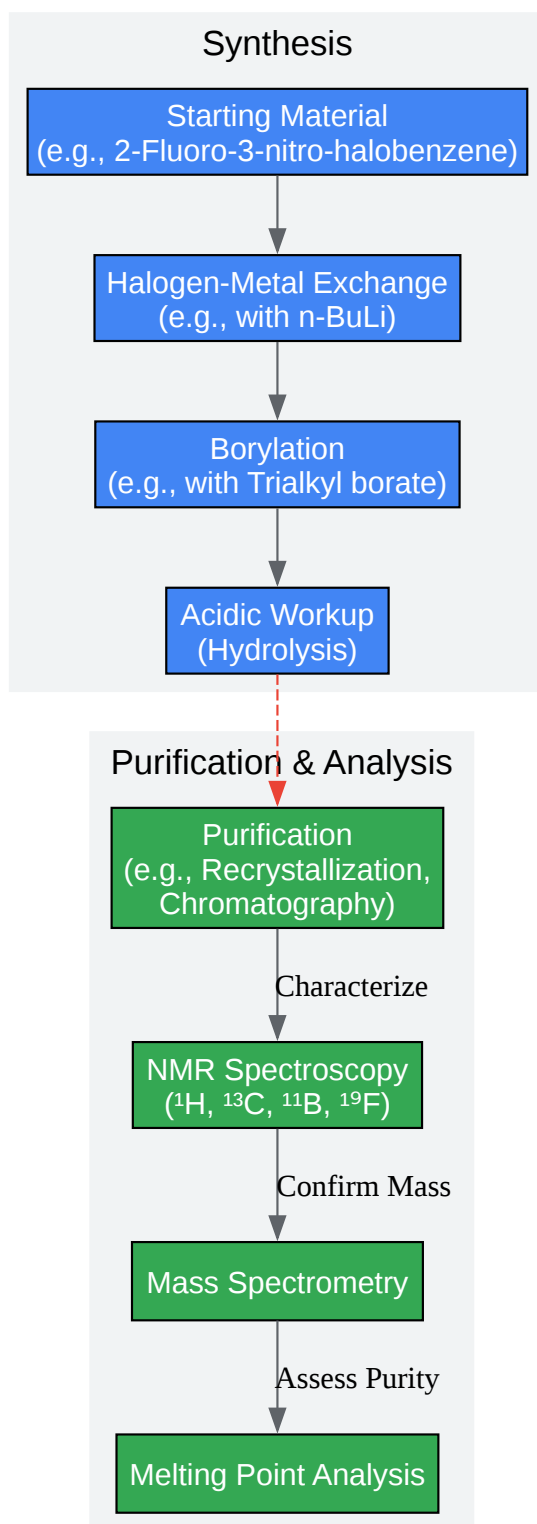 Synthesis
Starting Material
(e.g., 2-Fluoro-3-nitro-halobenzene)
Halogen-Metal Exchange
(e.g., with n-BuLi)
Borylation
(e.g., with Trialkyl borate)
Acidic Workup
(Hydrolysis)
Purification & Analysis
Purification
(e.g., Recrystallization,
Chromatography)
Characterize
NMR Spectroscopy
(¹H, ¹³C, ¹¹B, ¹⁹F)
Confirm Mass
Mass Spectrometry
Assess Purity
Melting Point Analysis